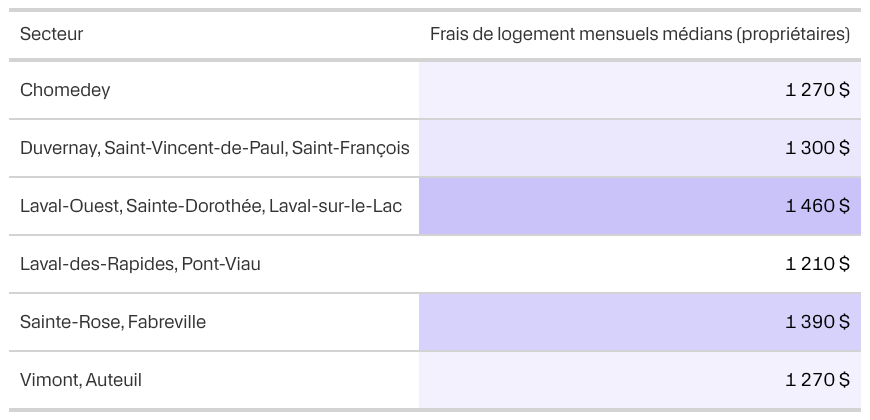 Secteur Frais de logement mensuels médians (propriétaires)
Chomedey 1 270 $
Duvernay, Saint-Vincent-de-Paul, Saint-François 1 300 $
Laval-Ouest, Sainte-Dorothée, Laval-sur-le-Lac 1 460 $
Laval-des-Rapides, Pont-Viau 1 210 $
Sainte-Rose, Fabreville 1 390 $
Vimont, Auteuil 1 270 $